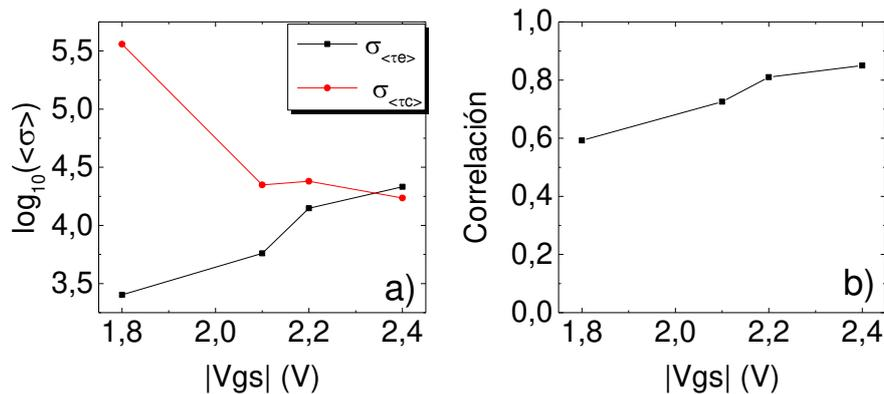 5,5
5,0
4,5
4,0
3,5
log10(<σ>)
σ<τe>
σ<τc>
a)
1,8 2,0 2,2 2,4
|Vgs| (V)
1,0
0,8
0,6
0,4
0,2
0,0
Correlación
b)
1,8 2,0 2,2 2,4
|Vgs| (V)